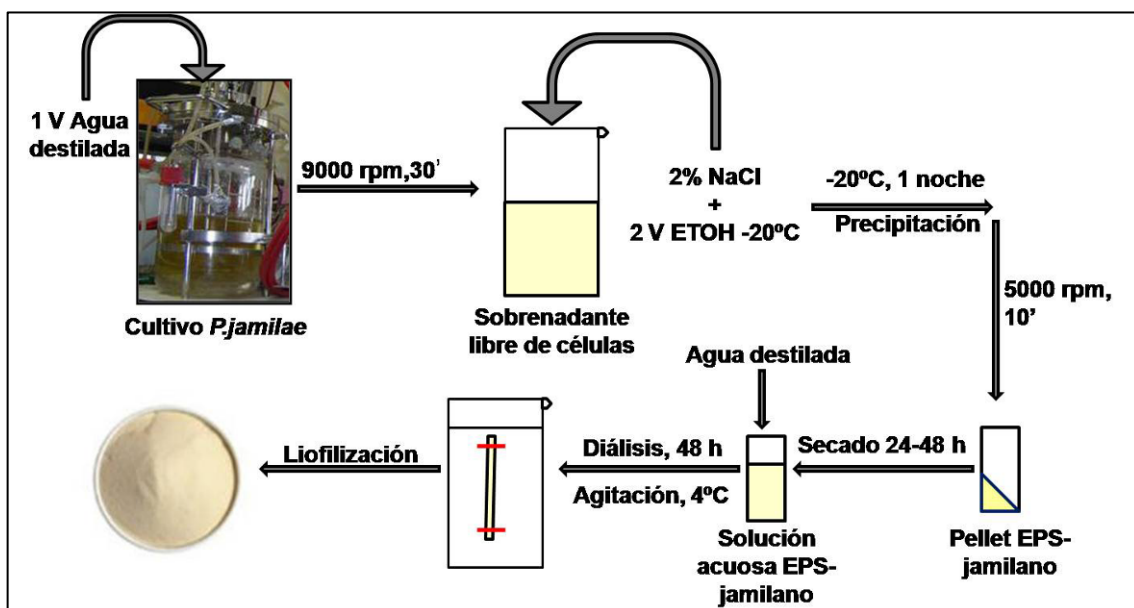 1 V Agua
destilada
Cultivo P.jamilae
9000 rpm,30’
Sobrenadante
libre de células
2% NaCl
+
2 V ETOH -20ºC
-20ºC, 1 noche
Precipitación
5000 rpm,
10’
Pellet EPS-
jamilano
Secado 24-48 h
Agua destilada
Solución
acuosa EPS-
jamilano
Diálisis, 48 h
Agitación, 4ºC
Liofilización